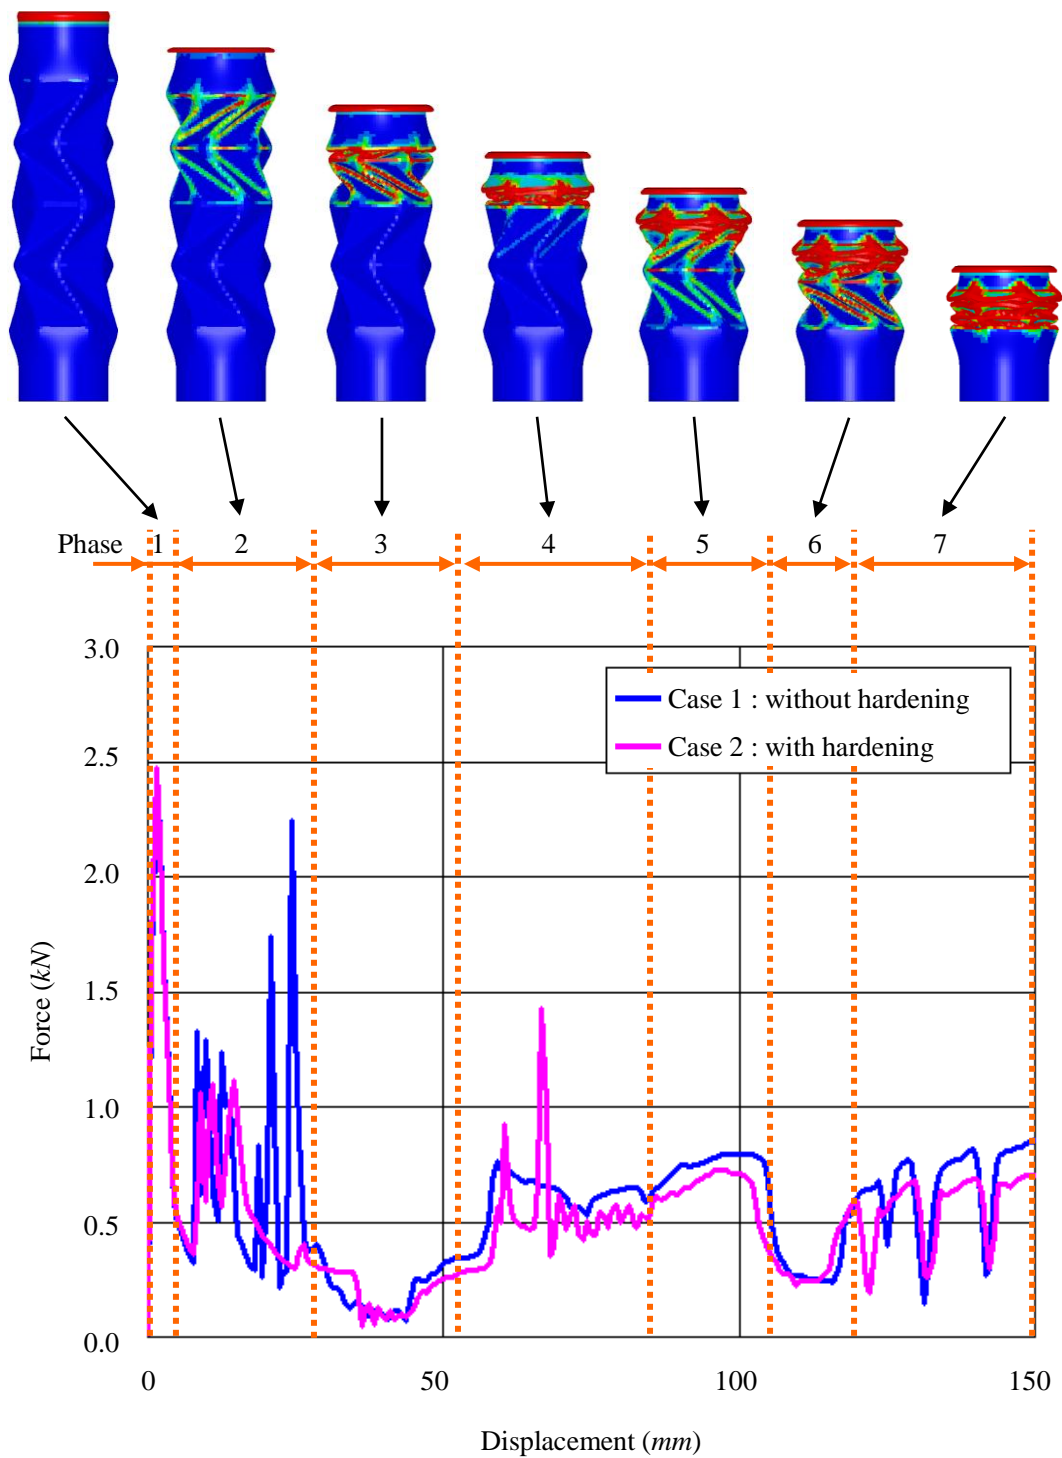 Phase 1 2 3 4 5 6 7
3.0
Case 1 : without hardening
Case 2 : with hardening
2.5
2.0
1.5
1.0
0.5
0.0
Force (kN)
0 50 100 150
Displacement (mm)